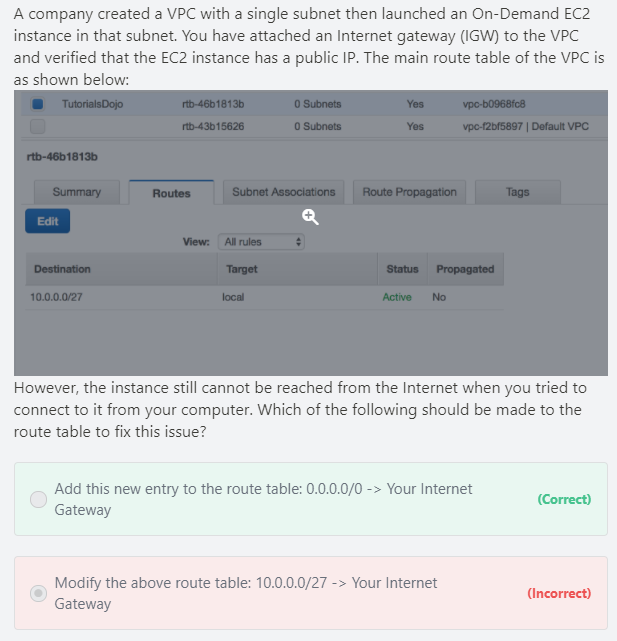 A company created a VPC with a single subnet then launched an On-Demand EC2
instance in that subnet. You have attached an Internet gateway (IGW) to the VPC
and verified that the EC2 instance has a public IP. The main route table of the VPC is
as shown below:
TutorialsDojo rtb-46b1813b 0 Subnets Yes vpc-b0968fc8
rtb-43b15626 0 Subnets Yes vpc-f2bf5897 | Default VPC
rtb-46b1813b
Summary Routes Subnet Associations Route Propagation Tags
Edit
View: All rules
Destination Target Status Propagated
10.0.0.0/27 local Active No
However, the instance still cannot be reached from the Internet when you tried to
connect to it from your computer. Which of the following should be made to the
route table to fix this issue?
Add this new entry to the route table: 0.0.0.0/0 -> Your Internet
Gateway
(Correct)
Modify the above route table: 10.0.0.0/27 -> Your Internet
Gateway
(Incorrect)